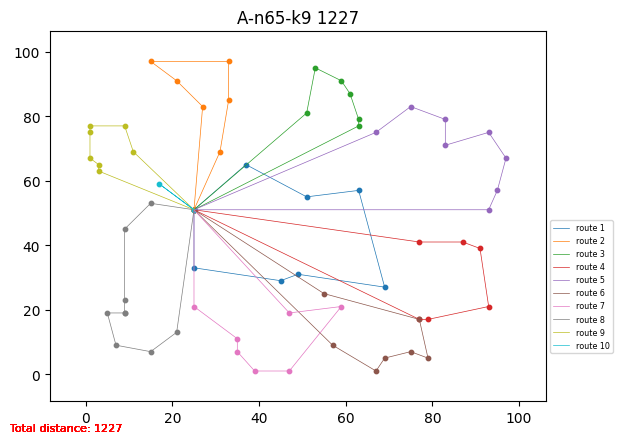 A-n65-k9 1227
100
80
60
40
20
0
0
20
40
60
80
100
route 1
route 2
route 3
route 4
route 5
route 6
route 7
route 8
route 9
route 10
Total distance: 1227